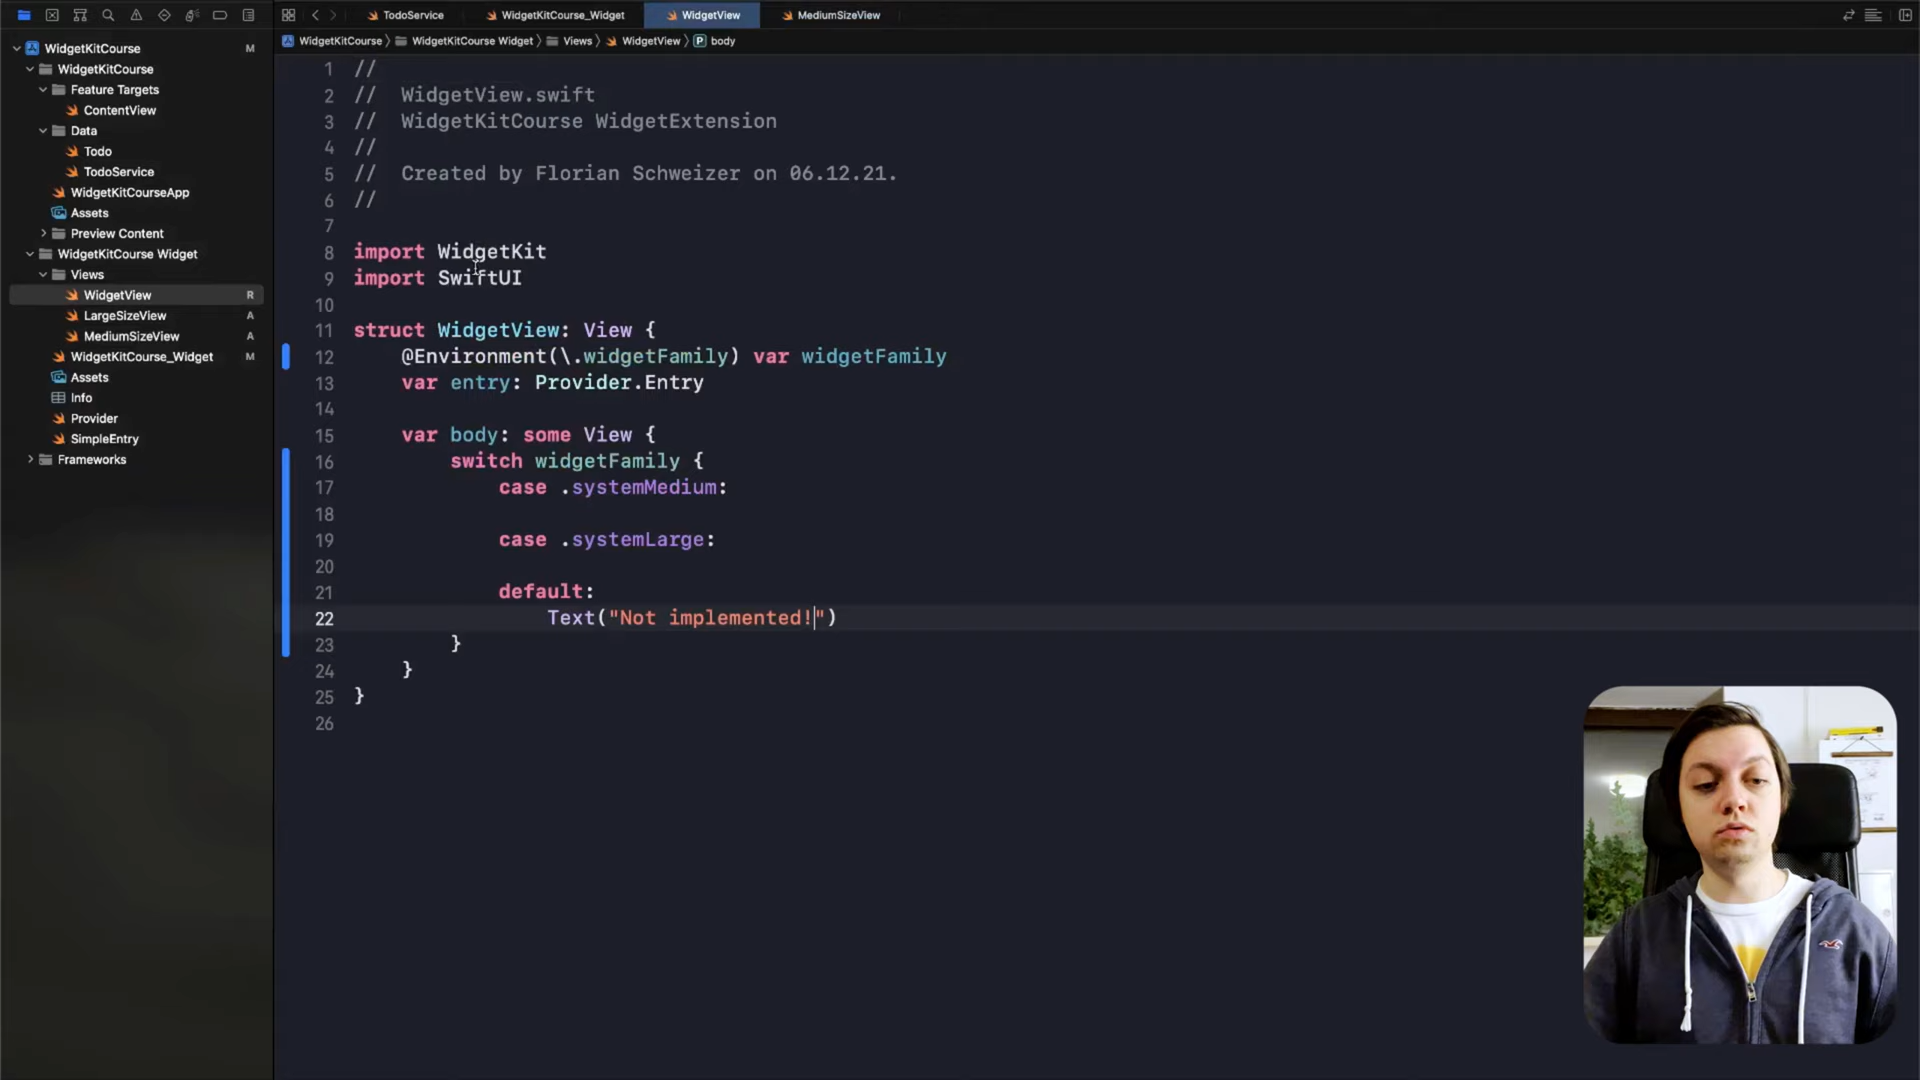 TodoService
WidgetKitCourse_Widget
WidgetView
MediumSizeView
WidgetKitCourse
WidgetKitCourse Widget
Views
WidgetView
P body
WidgetKitCourse M
WidgetKitCourse
Feature Targets
ContentView
Data
Todo
TodoService
WidgetKitCourseApp
Assets
Preview Content
WidgetKitCourse Widget
Views
WidgetView R
LargeSizeView A
MediumSizeView A
WidgetKitCourse_Widget M
Assets
Info
Provider
SimpleEntry
Frameworks
1 //
2 //  WidgetView.swift
3 //  WidgetKitCourse WidgetExtension
4 //
5 //  Created by Florian Schweizer on 06.12.21.
6 //
7
8 import WidgetKit
9 import SwiftUI
10
11 struct WidgetView: View {
12     @Environment(\.widgetFamily) var widgetFamily
13     var entry: Provider.Entry
14
15     var body: some View {
16         switch widgetFamily {
17             case .systemMedium:
18
19             case .systemLarge:
20
21             default:
22                 Text("Not implemented!")
23         }
24     }
25 }
26